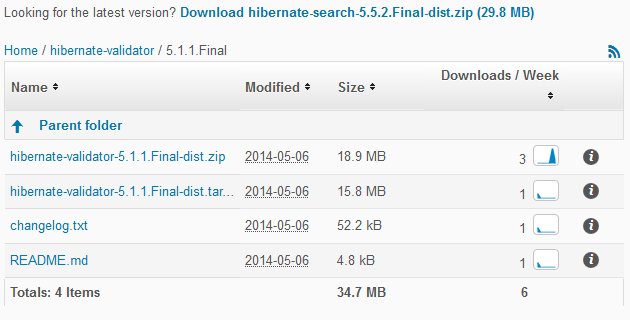 Looking for the latest version? Download hibernate-search-5.5.2.Final-dist.zip (29.8 MB)
Home / hibernate-validator / 5.1.1.Final
Name Modified Size Downloads / Week
Parent folder
hibernate-validator-5.1.1.Final-dist.zip 2014-05-06 18.9 MB 3
hibernate-validator-5.1.1.Final-dist.tar... 2014-05-06 15.8 MB 1
changelog.txt 2014-05-06 52.2 kB 1
README.md 2014-05-06 4.8 kB 1
Totals: 4 Items 34.7 MB 6